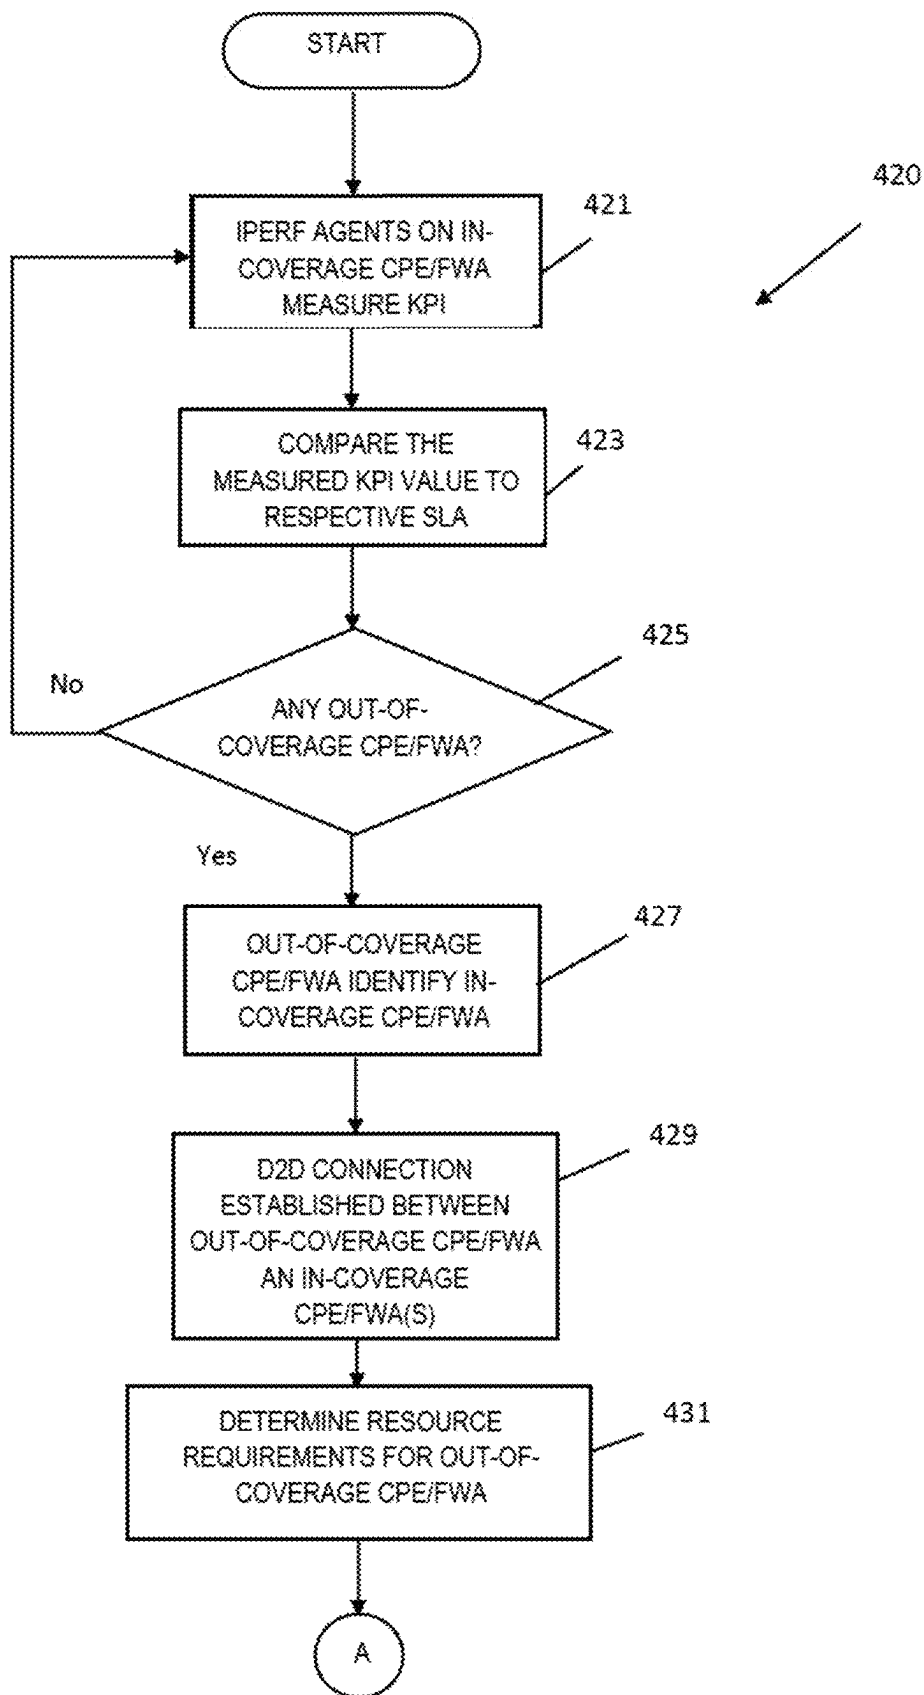 START
420
421
IPERF AGENTS ON IN-
COVERAGE CPE/FWA
MEASURE KPI
423
COMPARE THE
MEASURED KPI VALUE TO
RESPECTIVE SLA
425
No
ANY OUT-OF-
COVERAGE CPE/FWA?
Yes
427
OUT-OF-COVERAGE
CPE/FWA IDENTIFY IN-
COVERAGE CPE/FWA
429
D2D CONNECTION
ESTABLISHED BETWEEN
OUT-OF-COVERAGE CPE/FWA
AN IN-COVERAGE
CPE/FWA(S)
431
DETERMINE RESOURCE
REQUIREMENTS FOR OUT-OF-
COVERAGE CPE/FWA
A